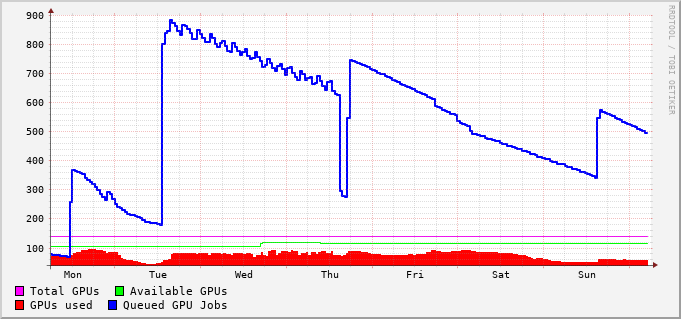 900
800
700
600
500
400
300
200
100
Mon Tue Wed Thu Fri Sat Sun
Total GPUs Available GPUs
GPUs used Queued GPU Jobs
RRDTOOL / TOBI OETIKER